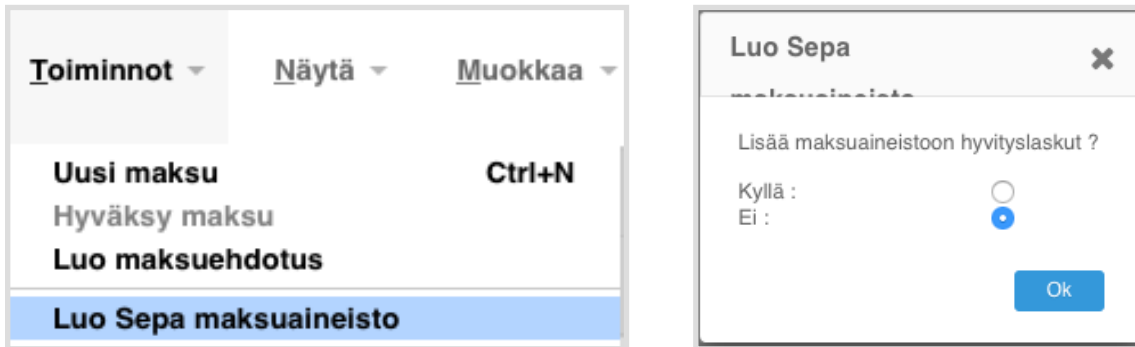 Toiminnot Näytä Muokkaa
Uusi maksu Ctrl+N
Hyväksy maksu
Luo maksuehdotus
Luo Sepa maksuaineisto
Luo Sepa
maksuaineisto
Lisää maksuaineistoon hyvityslaskut ?
Kyllä :
Ei :
Ok